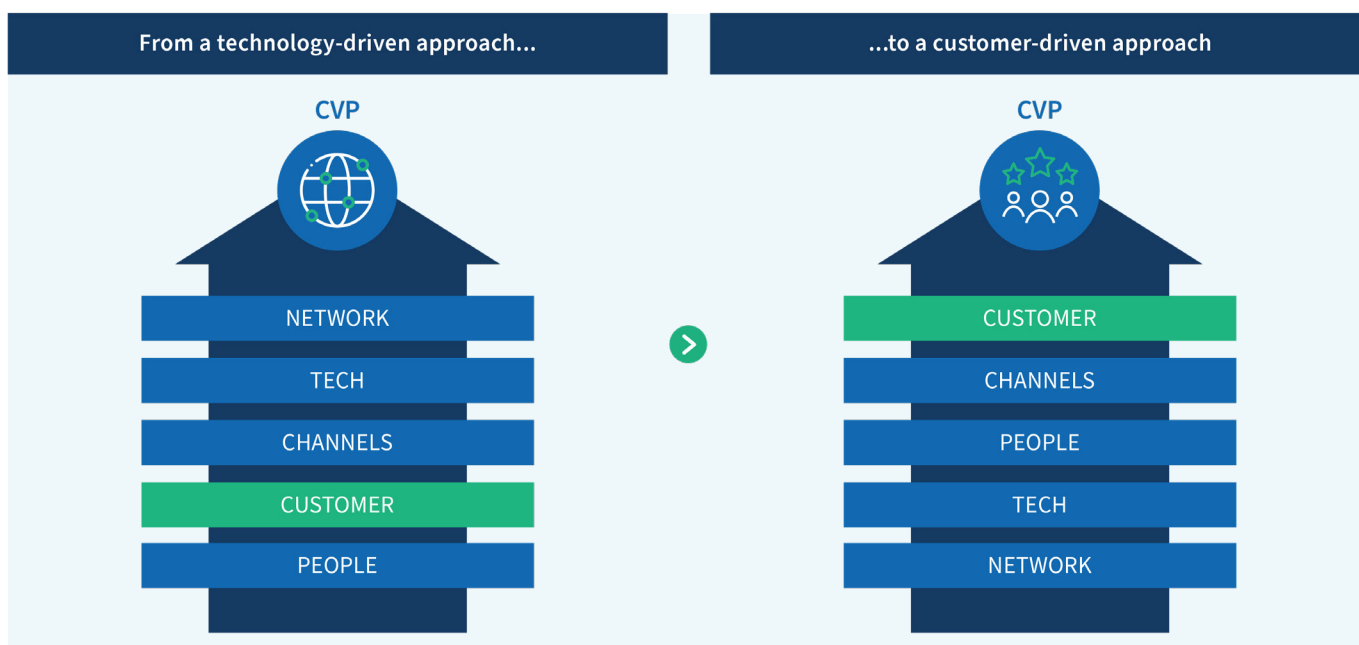 From a technology-driven approach...
CVP
NETWORK
TECH
CHANNELS
CUSTOMER
PEOPLE
...to a customer-driven approach
CVP
CUSTOMER
CHANNELS
PEOPLE
TECH
NETWORK